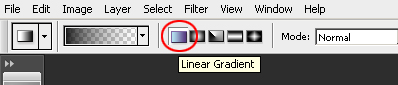 File Edit Image Layer Select Filter View Window Help
Mode: Normal
Linear Gradient